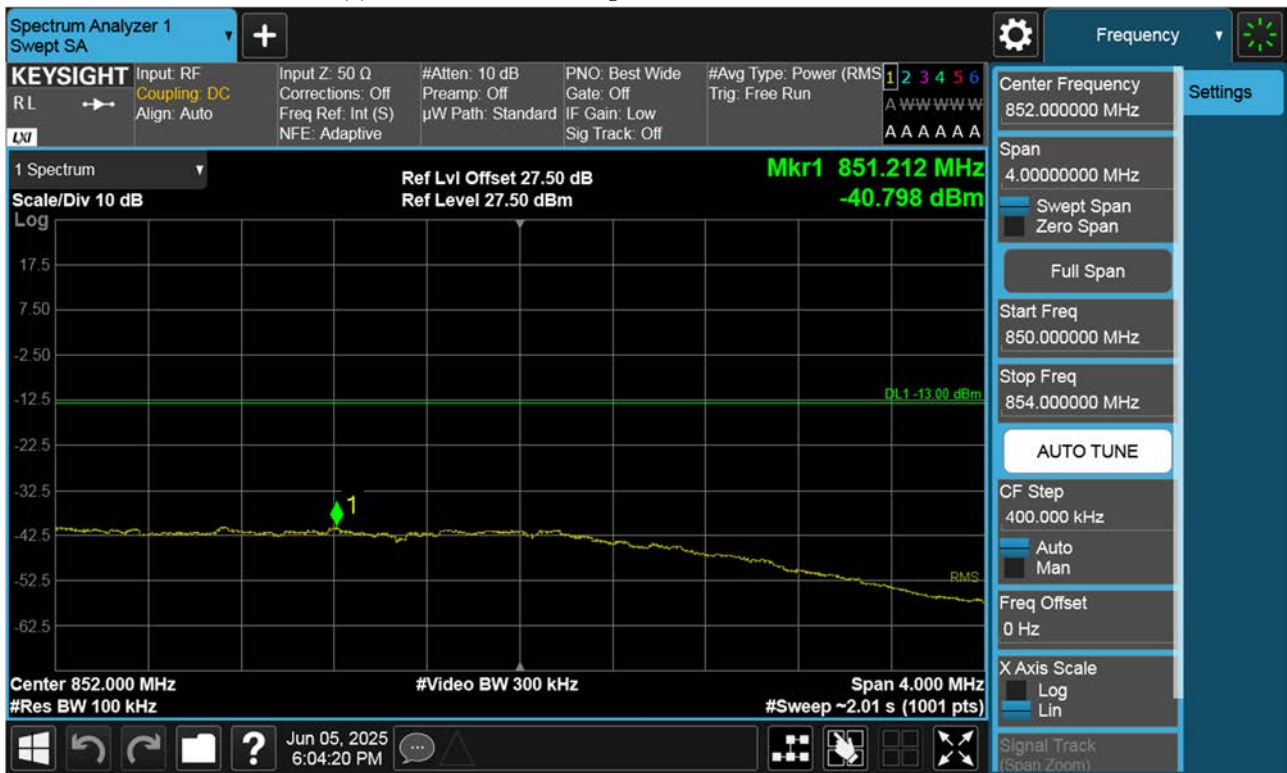 Spectrum Analyzer 1
Swept SA
Frequency
KEYSIGHT
RL
LXI
Input: RF
Coupling: DC
Align: Auto
Input Z: 50 Ω
Corrections: Off
Freq Ref: Int (S)
NFE: Adaptive
#Atten: 10 dB
Preamp: Off
µW Path: Standard
PNO: Best Wide
Gate: Off
IF Gain: Low
Sig Track: Off
#Avg Type: Power (RMS
Trig: Free Run
1 2 3 4 5 6
A W W W W W
A A A A A A
1 Spectrum
Scale/Div 10 dB
Log
Ref Lvl Offset 27.50 dB
Ref Level 27.50 dBm
Mkr1 851.212 MHz
-40.798 dBm
17.5
7.50
-2.50
-12.5
-22.5
-32.5
-42.5
-52.5
-62.5
DL1 -13.00 dBm
1
RMS
Center 852.000 MHz
#Res BW 100 kHz
#Video BW 300 kHz
Span 4.000 MHz
#Sweep ~2.01 s (1001 pts)
?
Jun 05, 2025
6:04:20 PM
Center Frequency
852.000000 MHz
Settings
Span
4.00000000 MHz
Swept Span
Zero Span
Full Span
Start Freq
850.000000 MHz
Stop Freq
854.000000 MHz
AUTO TUNE
CF Step
400.000 kHz
Auto
Man
Freq Offset
0 Hz
X Axis Scale
Log
Lin
Signal Track
(Span Zoom)